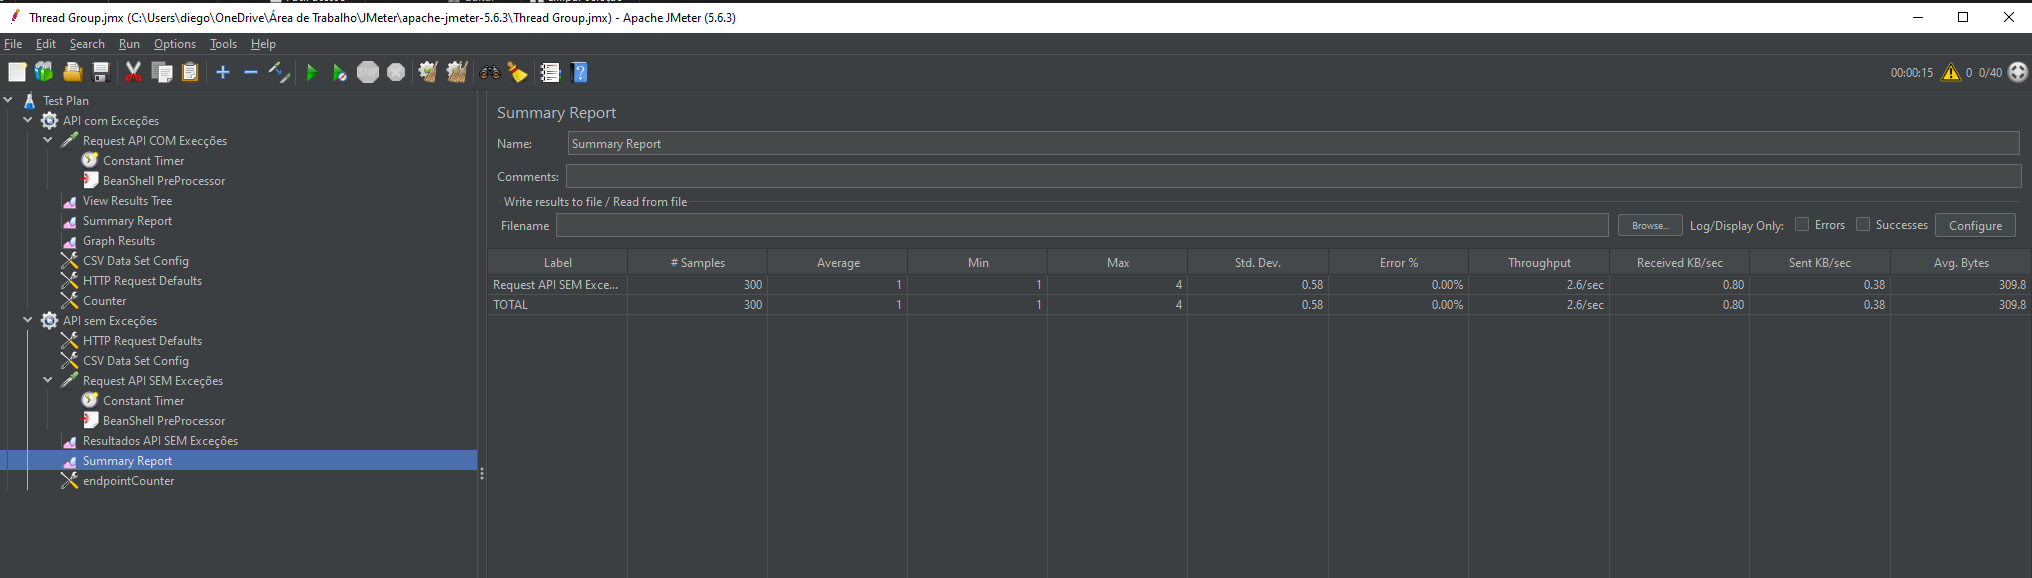 Thread Group.jmx (C:\Users\diego\OneDrive\Área de Trabalho\JMeter\apache-jmeter-5.6.3\Thread Group.jmx) - Apache JMeter (5.6.3)
File Edit Search Run Options Tools Help
00:00:15 0 0/40
Test Plan
API com Exceções
Request API COM Execções
Constant Timer
BeanShell PreProcessor
View Results Tree
Summary Report
Graph Results
CSV Data Set Config
HTTP Request Defaults
Counter
API sem Exceções
HTTP Request Defaults
CSV Data Set Config
Request API SEM Exceções
Constant Timer
BeanShell PreProcessor
Resultados API SEM Exceções
Summary Report
endpointCounter
Summary Report
Name: Summary Report
Comments:
Write results to file / Read from file
Filename Browse... Log/Display Only: Errors Successes Configure
Label # Samples Average Min Max Std. Dev. Error % Throughput Received KB/sec Sent KB/sec Avg. Bytes
Request API SEM Exce... 300 1 1 4 0.58 0.00% 2.6/sec 0.80 0.38 309.8
TOTAL 300 1 1 4 0.58 0.00% 2.6/sec 0.80 0.38 309.8